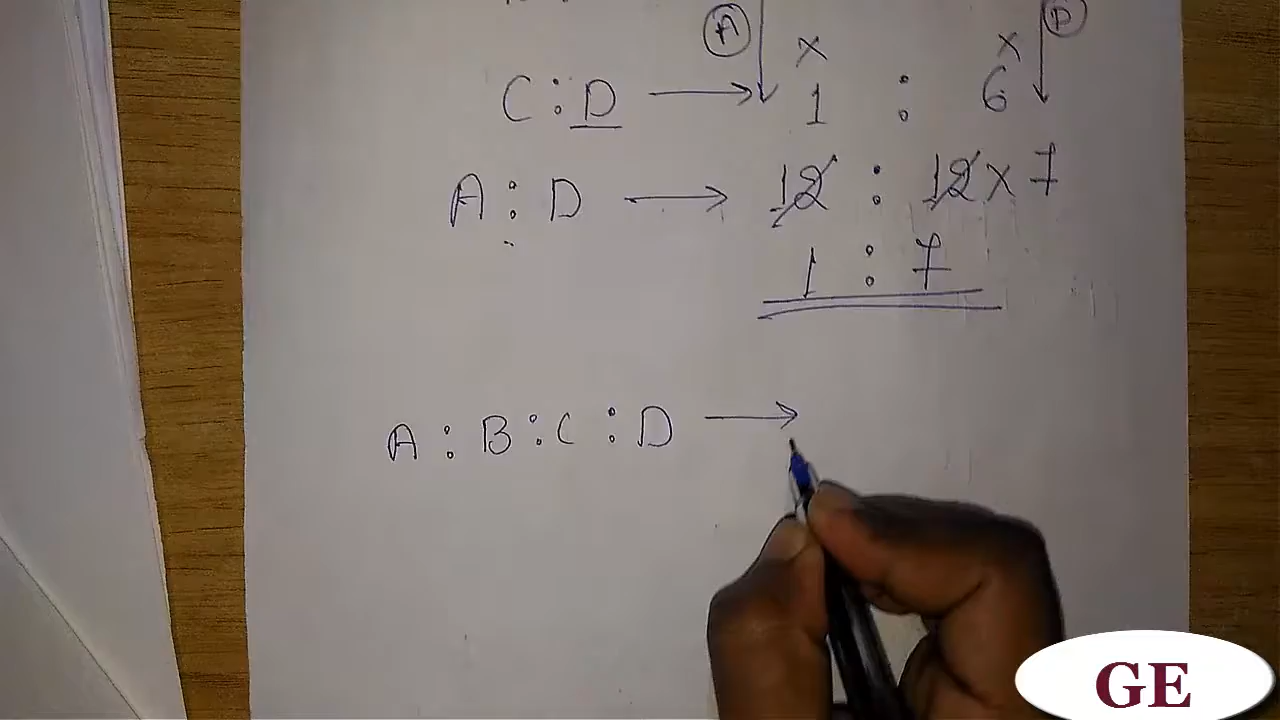 Ⓐ × × Ⓓ
C : D → 1 : 6
A : D → 12 : 12 × 7
1 : 7
A : B : C : D →
GE